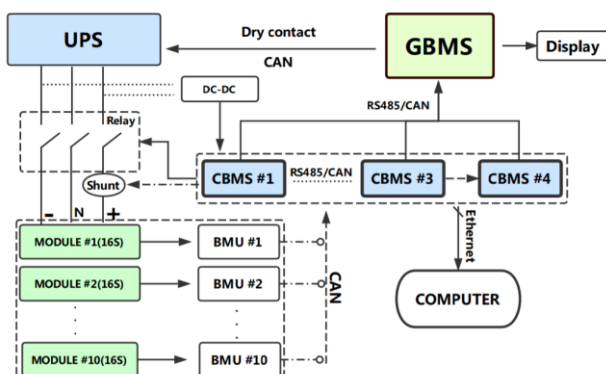 UPS
Dry contact
CAN
GBMS
Display
DC-DC
RS485/CAN
Relay
CBMS #1
RS485/CAN
CBMS #3
CBMS #4
Shunt
- N +
Ethernet
MODULE #1(16S)
BMU #1
CAN
MODULE #2(16S)
BMU #2
COMPUTER
MODULE #10(16S)
BMU #10